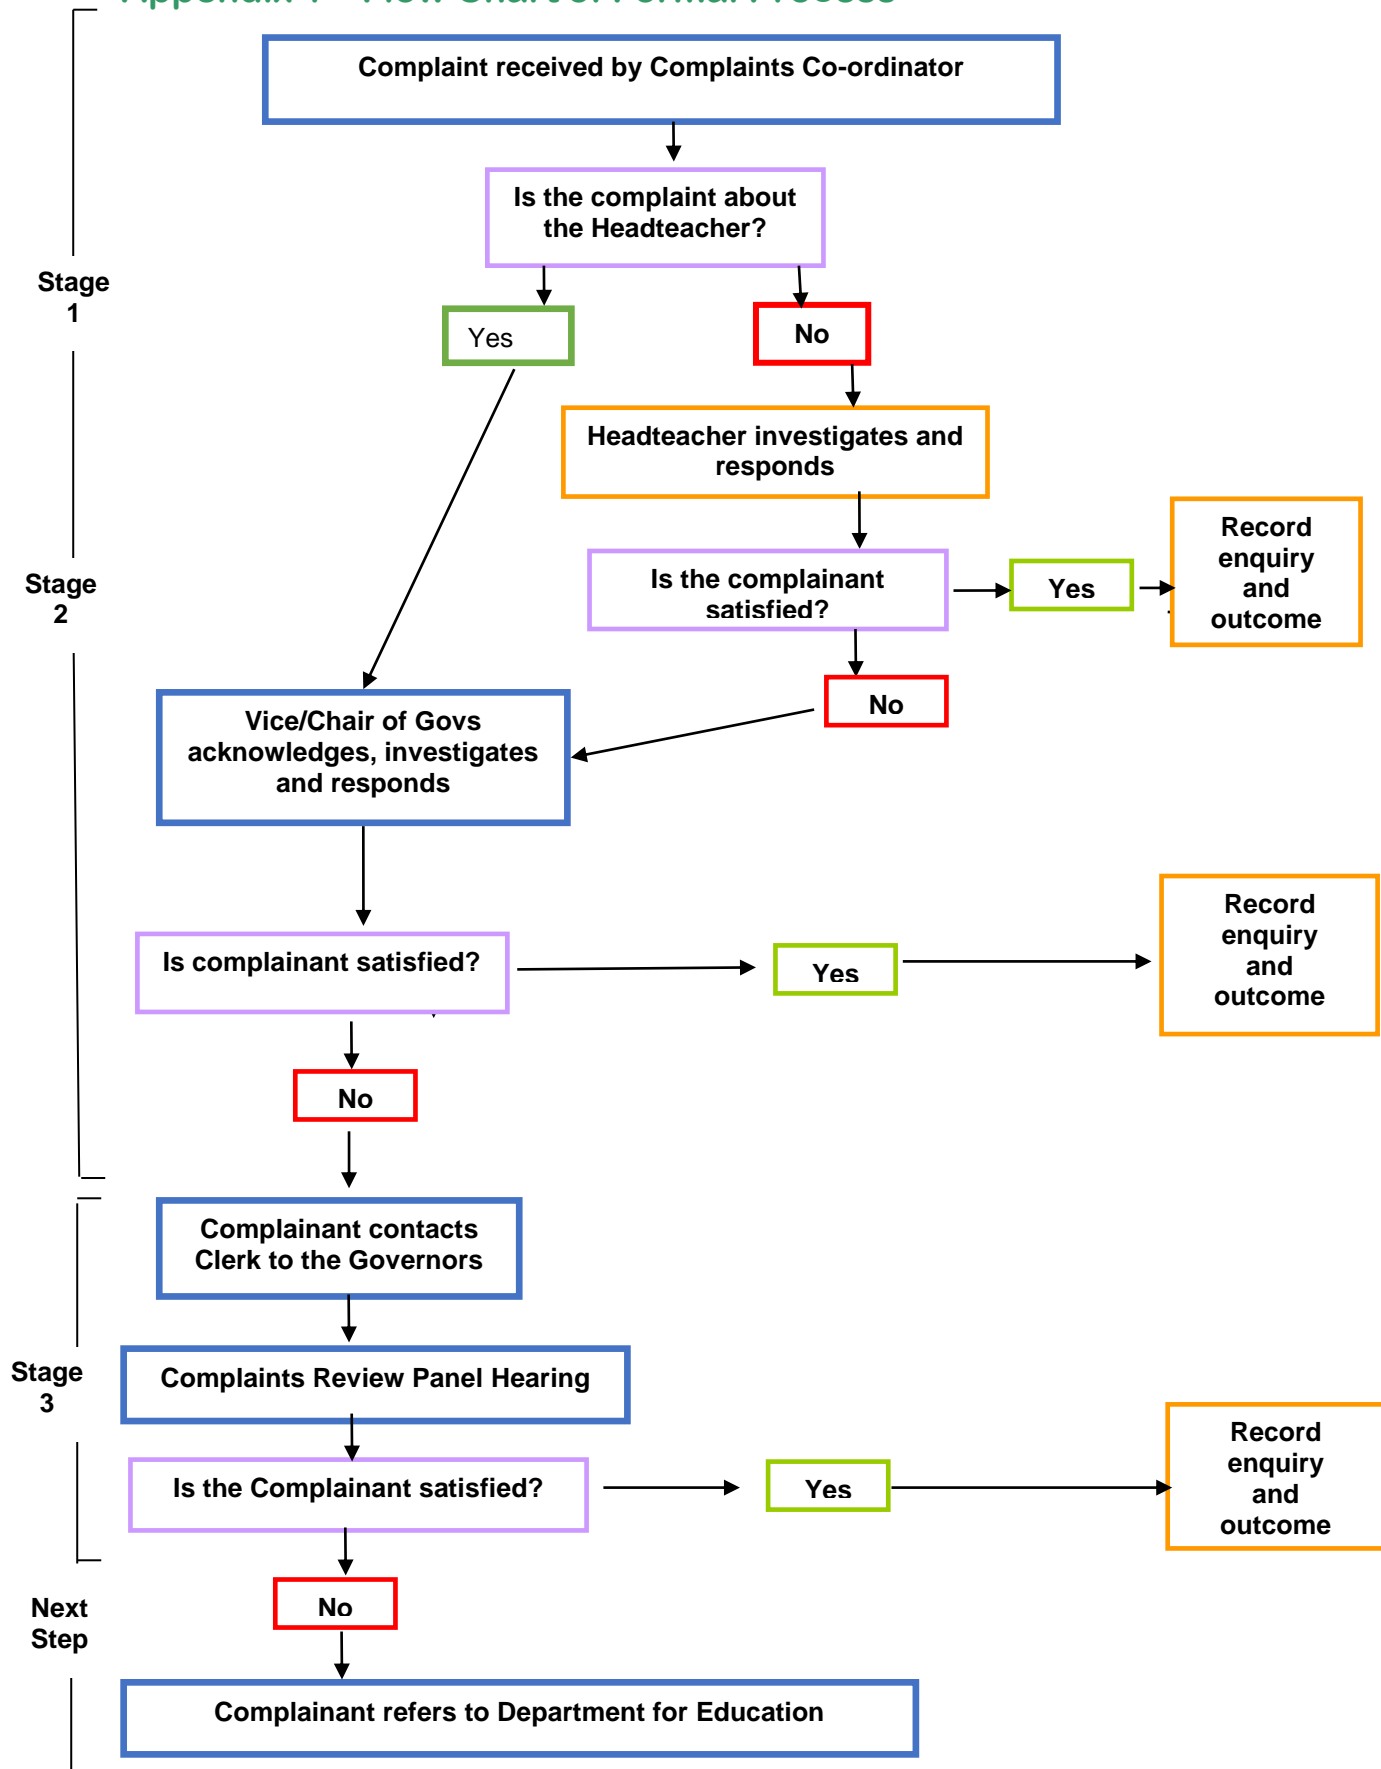 Complaint received by Complaints Co-ordinator
Is the complaint about
the Headteacher?
Stage
1
Yes
No
Headteacher investigates and
responds
Record
enquiry
and
outcome
Is the complainant
satisfied?
Yes
Stage
2
No
Vice/Chair of Govs
acknowledges, investigates
and responds
Record
enquiry
and
outcome
Is complainant satisfied?
Yes
No
Complainant contacts
Clerk to the Governors
Stage
3
Complaints Review Panel Hearing
Record
enquiry
and
outcome
Is the Complainant satisfied?
Yes
Next
Step
No
Complainant refers to Department for Education